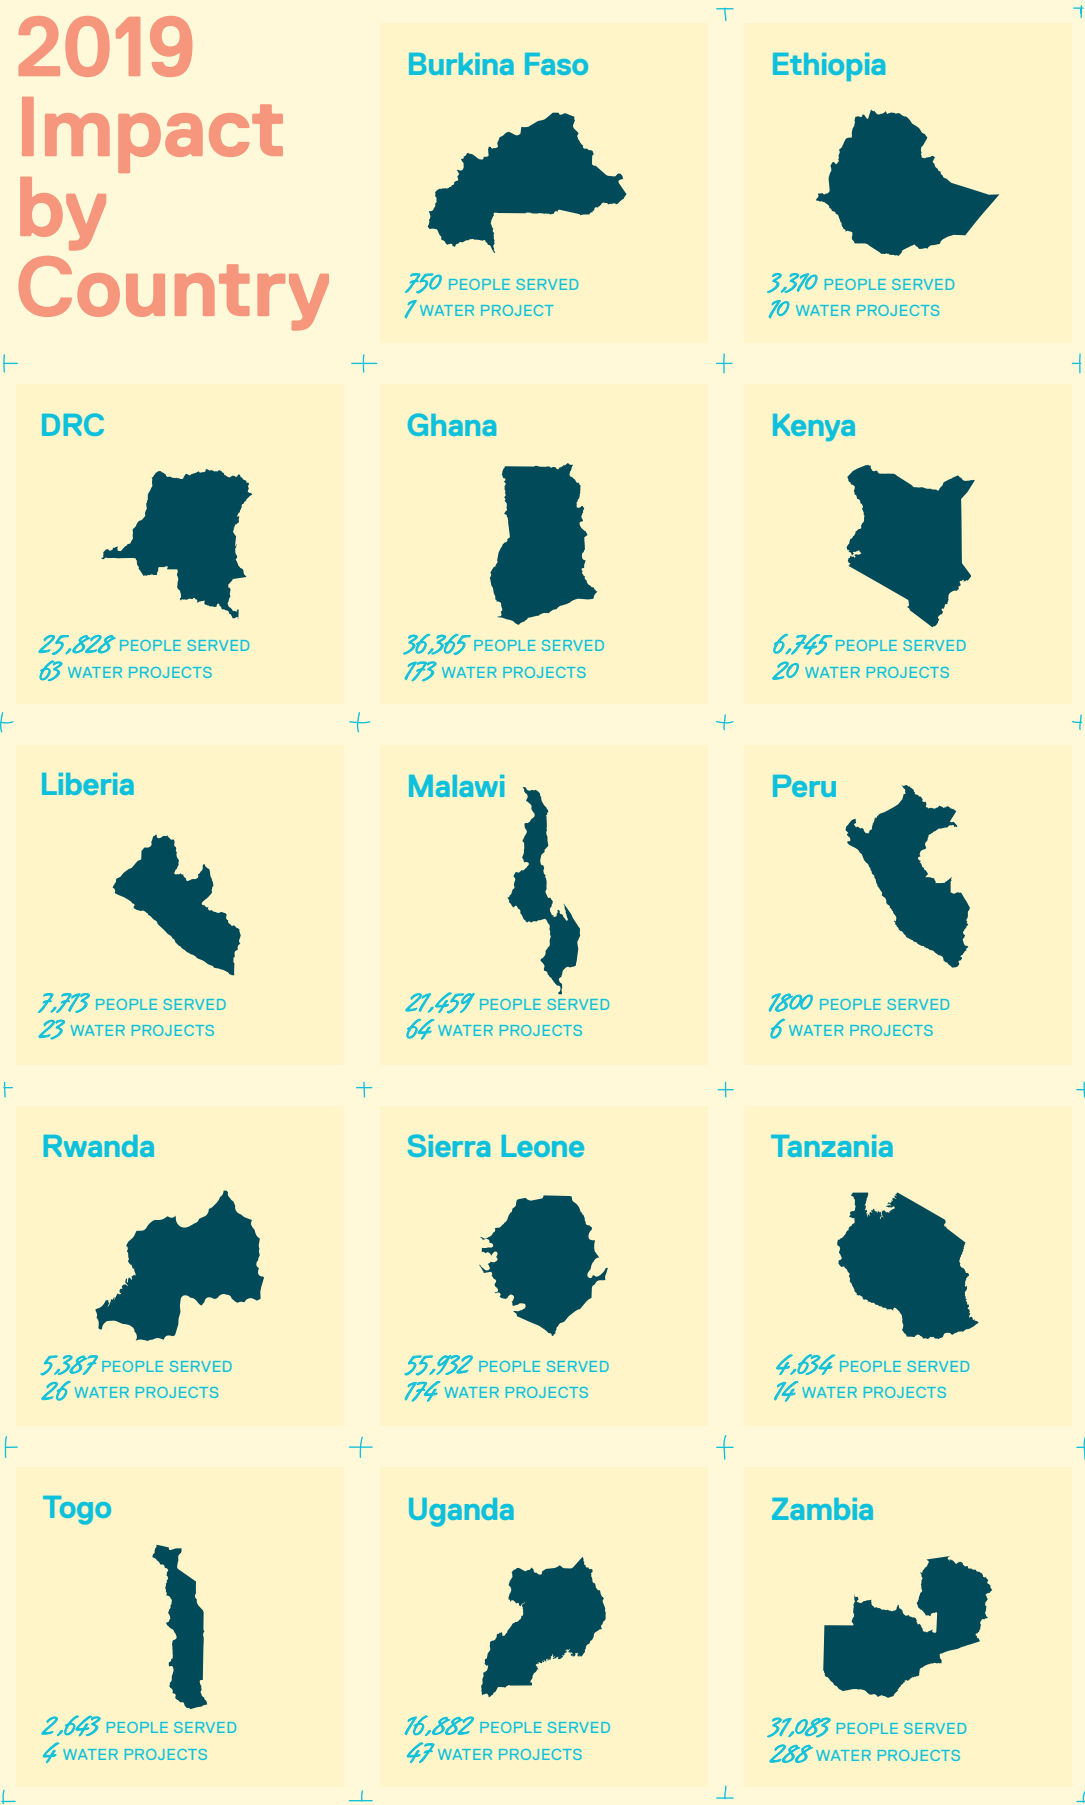 2019
Impact
by
Country
Burkina Faso
750 PEOPLE SERVED
1 WATER PROJECT
Ethiopia
3,310 PEOPLE SERVED
10 WATER PROJECTS
DRC
25,828 PEOPLE SERVED
63 WATER PROJECTS
Ghana
36,365 PEOPLE SERVED
173 WATER PROJECTS
Kenya
6,745 PEOPLE SERVED
20 WATER PROJECTS
Liberia
7,713 PEOPLE SERVED
23 WATER PROJECTS
Malawi
21,459 PEOPLE SERVED
64 WATER PROJECTS
Peru
1800 PEOPLE SERVED
6 WATER PROJECTS
Rwanda
5,387 PEOPLE SERVED
26 WATER PROJECTS
Sierra Leone
55,932 PEOPLE SERVED
174 WATER PROJECTS
Tanzania
4,634 PEOPLE SERVED
14 WATER PROJECTS
Togo
2,643 PEOPLE SERVED
4 WATER PROJECTS
Uganda
16,882 PEOPLE SERVED
47 WATER PROJECTS
Zambia
31,083 PEOPLE SERVED
288 WATER PROJECTS